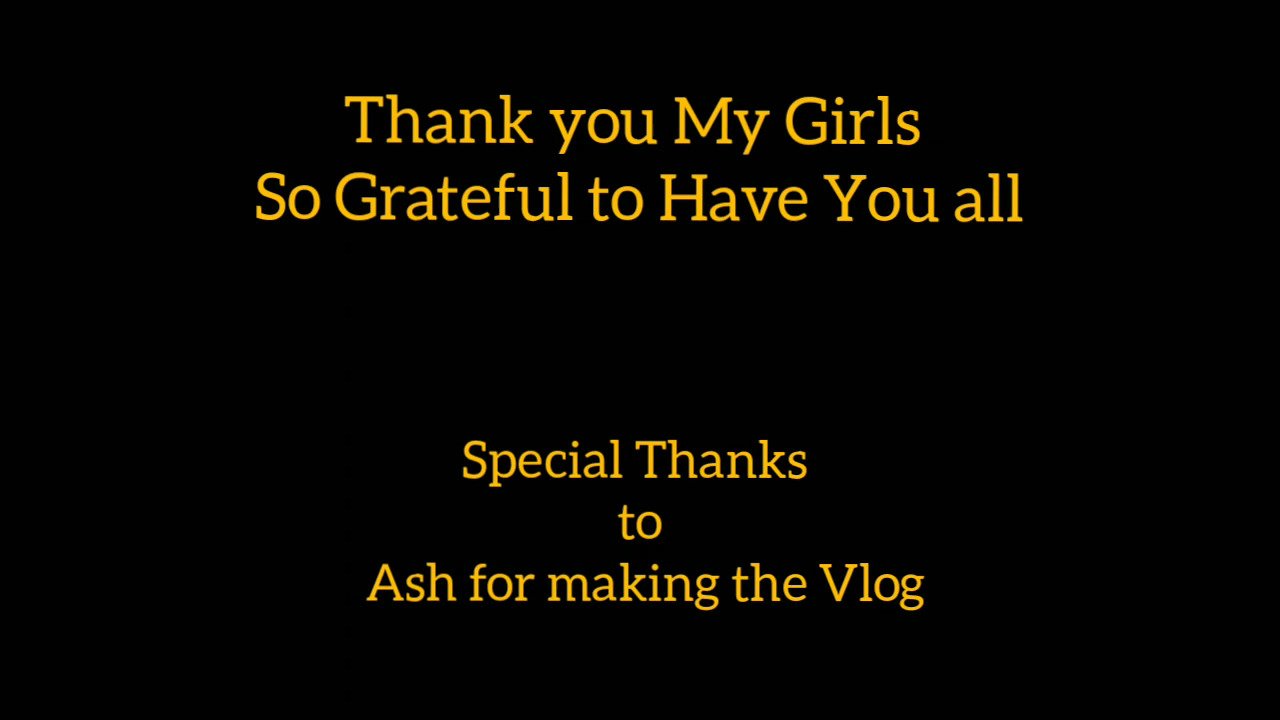 Thank you My Girls
So Grateful to Have You all
Special Thanks
to
Ash for making the Vlog